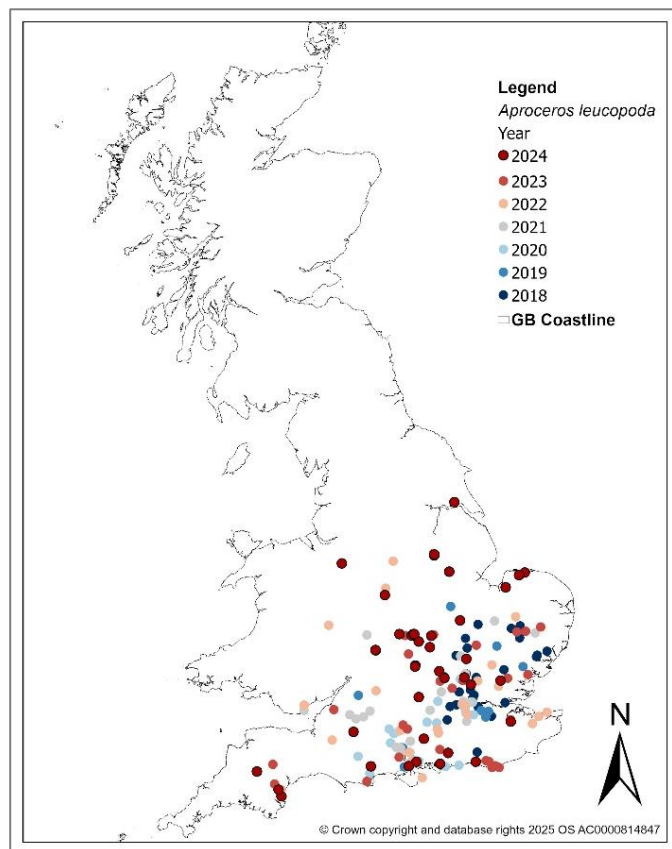 Legend
Aproceros leucopoda
Year
2024
2023
2022
2021
2020
2019
2018
GB Coastline
N
© Crown copyright and database rights 2025 OS AC0000814847